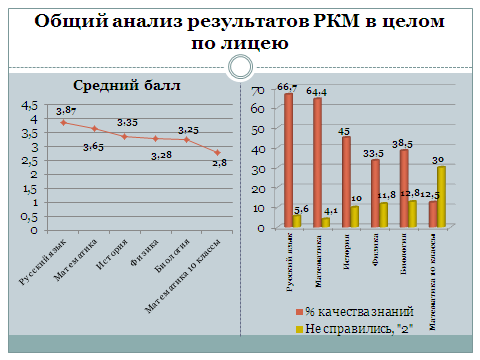 Общий анализ результатов РКМ в целом
по лицею
Средний балл
4,5
4
3,5
3
2,5
2
1,5
1
0,5
0
3,87
3,65
3,35
3,28
3,25
2,8
Русский язык
Математика
История
Физика
Биология
Математика 10 классы
70
60
50
40
30
20
10
0
66,7
5,6
64,4
4,1
45
10
33,5
11,8
38,5
12,8
12,5
30
Русский язык
Математика
История
Физика
Биология
Математика 10 классы
% качества знаний
Не справились, "2"